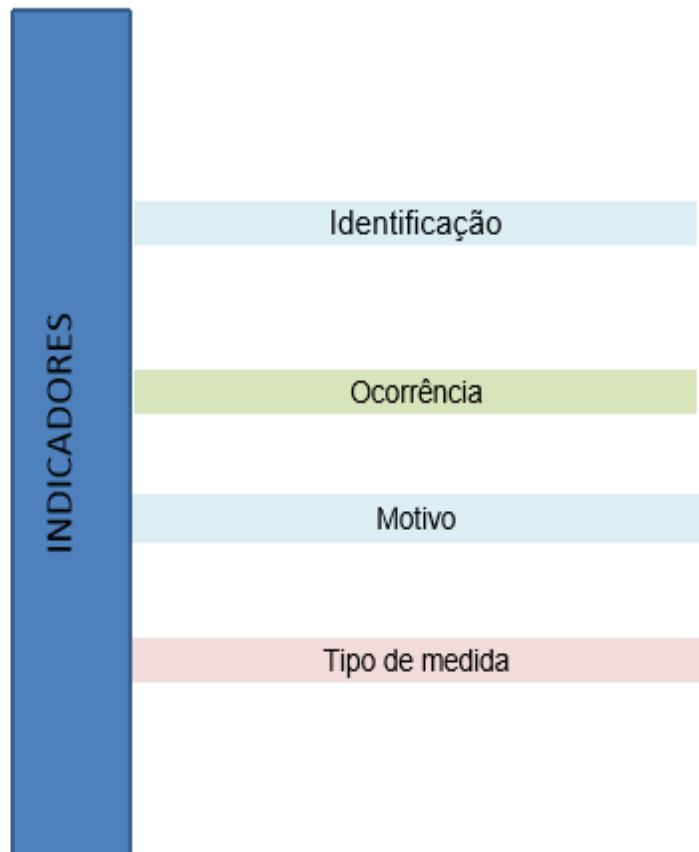 INDICADORES
Identificação
Ocorrência
Motivo
Tipo de medida